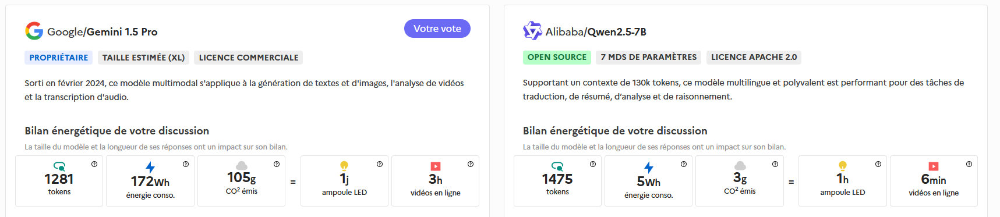 Google/Gemini 1.5 Pro
Votre vote
PROPRIÉTAIRE
TAILLE ESTIMÉE (XL)
LICENCE COMMERCIALE
Sorti en février 2024, ce modèle multimodal s'applique à la génération de textes et d'images, l'analyse de vidéos
et la transcription d'audio.
Bilan énergétique de votre discussion
La taille du modèle et la longueur de ses réponses ont un impact sur son bilan.
1281
tokens
172Wh
énergie conso.
105g
CO² émis
=
1j
ampoule LED
3h
vidéos en ligne
Alibaba/Qwen2.5-7B
OPEN SOURCE
7 MDS DE PARAMÈTRES
LICENCE APACHE 2.0
Supportant un contexte de 130k tokens, ce modèle multilingue et polyvalent est performant pour des tâches de
traduction, de résumé, d’analyse et de raisonnement.
Bilan énergétique de votre discussion
La taille du modèle et la longueur de ses réponses ont un impact sur son bilan.
1475
tokens
5Wh
énergie conso.
3g
CO² émis
=
1h
ampoule LED
6min
vidéos en ligne